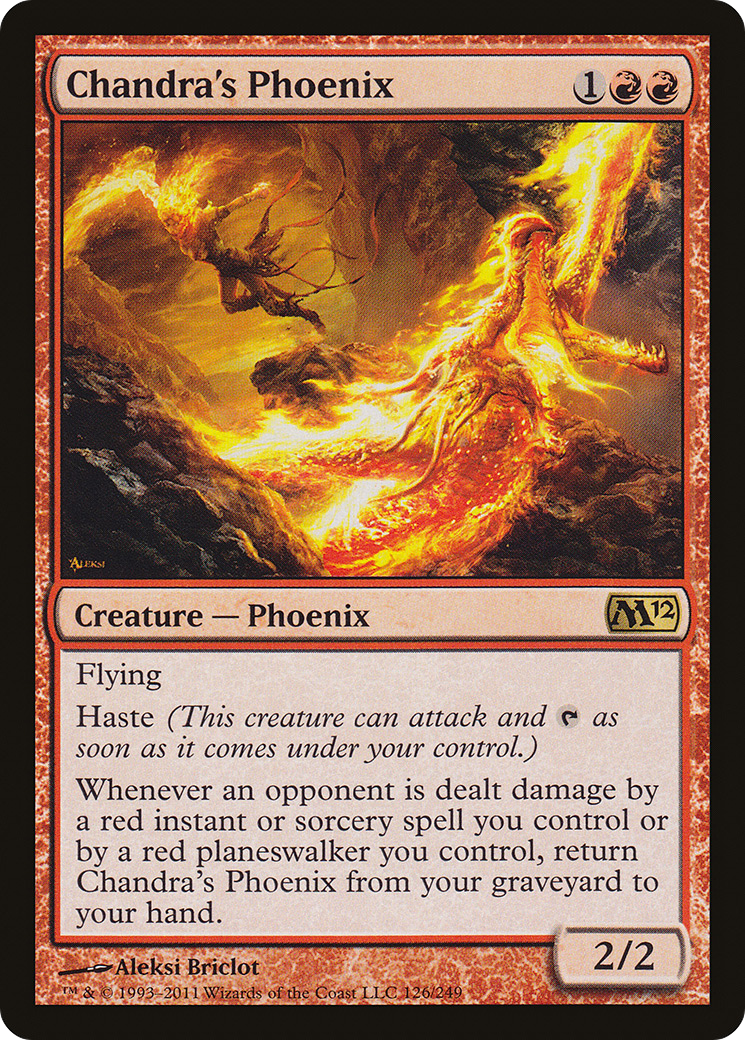 Chandra's Phoenix 1
ALEKSI
Creature — Phoenix M12
Flying
Haste (This creature can attack and as
soon as it comes under your control.)
Whenever an opponent is dealt damage by
a red instant or sorcery spell you control or
by a red planeswalker you control, return
Chandra's Phoenix from your graveyard to
your hand.
2/2
Aleksi Briclot
™ & © 1993–2011 Wizards of the Coast LLC 126/249